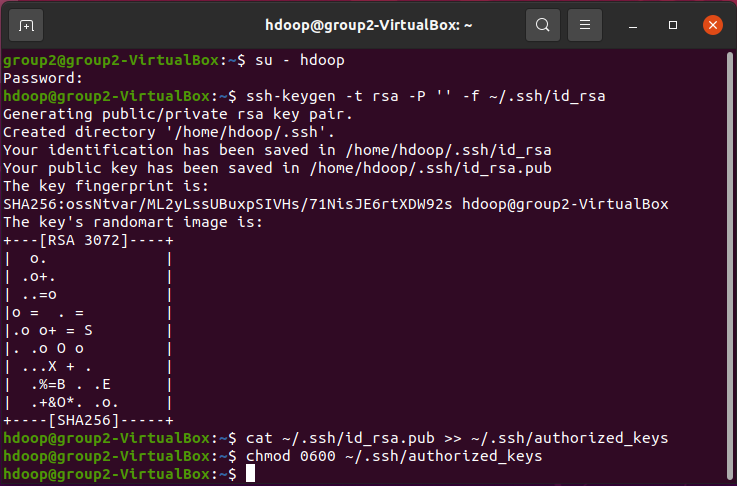 hdoop@group2-VirtualBox: ~
group2@group2-VirtualBox:~$ su - hdoop
Password:
hdoop@group2-VirtualBox:~$ ssh-keygen -t rsa -P '' -f ~/.ssh/id_rsa
Generating public/private rsa key pair.
Created directory '/home/hdoop/.ssh'.
Your identification has been saved in /home/hdoop/.ssh/id_rsa
Your public key has been saved in /home/hdoop/.ssh/id_rsa.pub
The key fingerprint is:
SHA256:ossNtvar/ML2yLssUBuxpSIVHs/71NisJE6rtXDW92s hdoop@group2-VirtualBox
The key's randomart image is:
+---[RSA 3072]----+
|  o.             |
| .o+.            |
| ..=o            |
|o =  . =         |
|.o o+ = S        |
|. .o O o         |
| ...X + .        |
|  .%=B . .E      |
|  .+&O*. .o.     |
+----[SHA256]-----+
hdoop@group2-VirtualBox:~$ cat ~/.ssh/id_rsa.pub >> ~/.ssh/authorized_keys
hdoop@group2-VirtualBox:~$ chmod 0600 ~/.ssh/authorized_keys
hdoop@group2-VirtualBox:~$